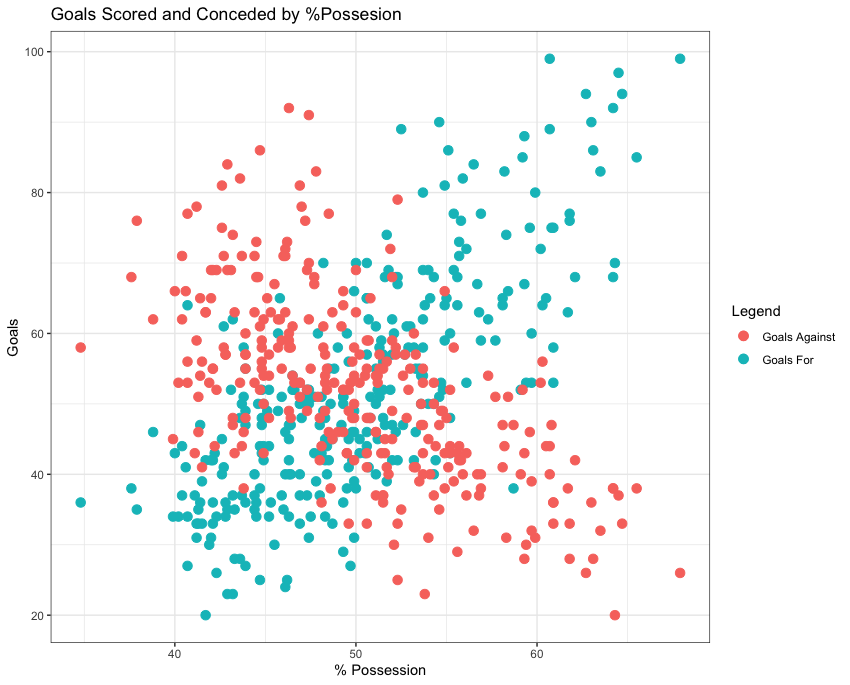 Goals Scored and Conceded by %Possesion
100
80
60
40
20
Goals
40 50 60
% Possession
Legend
Goals Against
Goals For